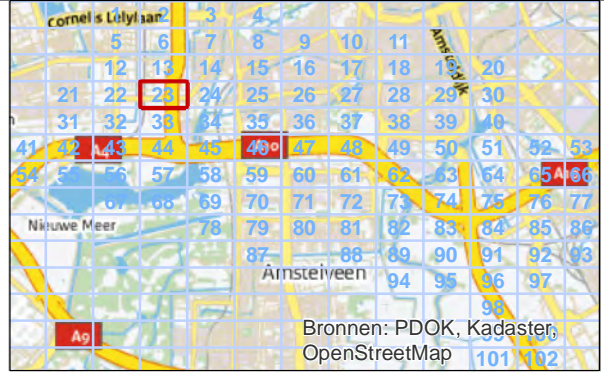 Cornelis Lelylaan 1 2 3 4
5 6 7 8 9 10 11
Amsteldijk
12 13 14 15 16 17 18 19 20
21 22 23 24 25 26 27 28 29 30
31 32 33 34 35 36 37 38 39 40
41 42 43 44 45 46 47 48 49 50 51 52 53
A4
54 55 56 57 58 59 60 61 62 63 64 65 66
67 68 69 70 71 72 73 74 75 76 77
Nieuwe Meer 78 79 80 81 82 83 84 85 86
87 88 89 90 91 92 93
Amstelveen
94 95 96 97
98
A9
Bronnen: PDOK, Kadaster,
OpenStreetMap
101 102